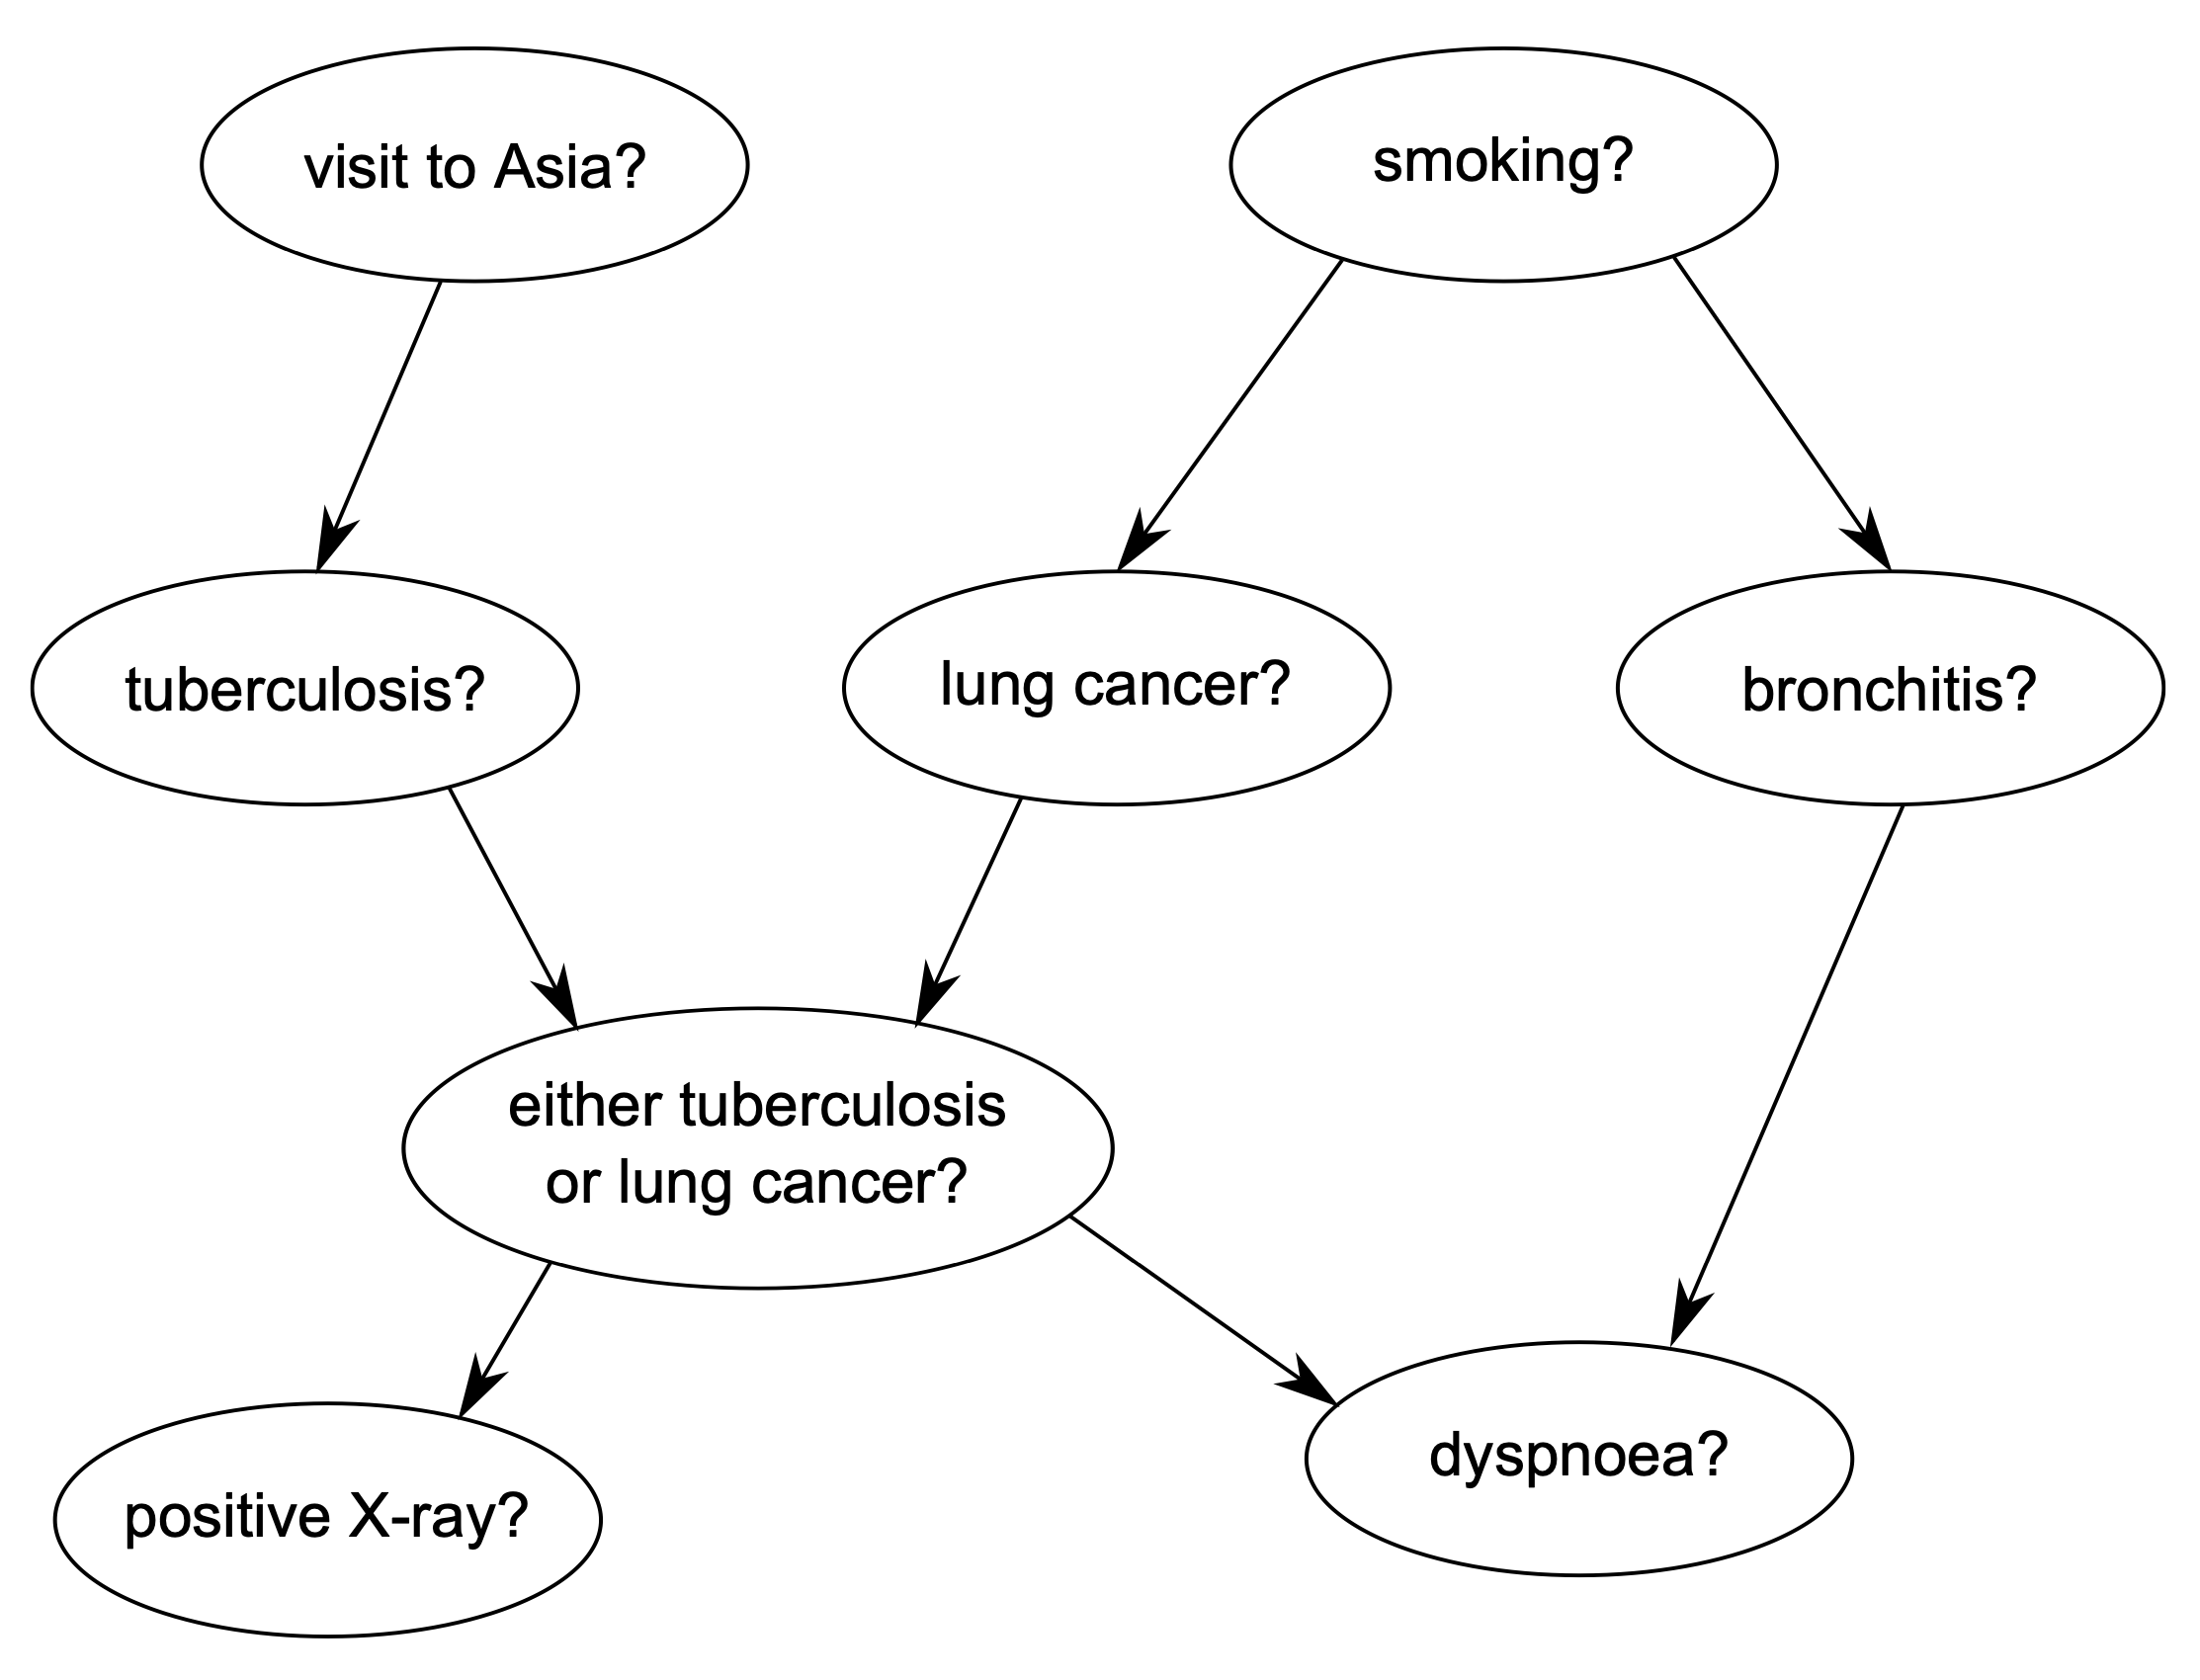 visit to Asia?
smoking?
tuberculosis?
lung cancer?
bronchitis?
either tuberculosis
or lung cancer?
positive X-ray?
dyspnoea?